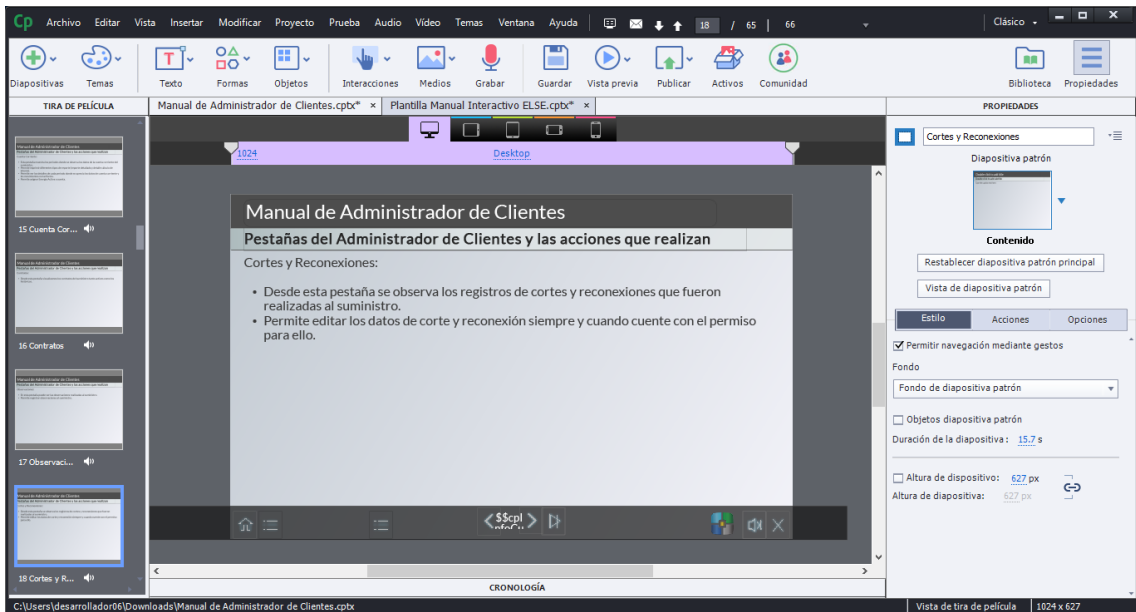 Cp Archivo Editar Vista Insertar Modificar Proyecto Prueba Audio Vídeo Temas Ventana Ayuda 18 / 65 66 Clásico
Diapositivas Temas Texto Formas Objetos Interacciones Medios Grabar Guardar Vista previa Publicar Activos Comunidad Biblioteca Propiedades
TIRA DE PELÍCULA
Manual de Administrador de Clientes.cptx* × Plantilla Manual Interactivo ELSE.cptx* ×
PROPIEDADES
1024 Desktop
Manual de Administrador de Clientes
Pestañas del Administrador de Clientes y las acciones que realizan
Cortes y Reconexiones:
• Desde esta pestaña se observa los registros de cortes y reconexiones que fueron
realizadas al suministro.
• Permite editar los datos de corte y reconexión siempre y cuando cuente con el permiso
para ello.
$$cpI
15 Cuenta Cor...
16 Contratos
17 Observaci...
18 Cortes y R...
Cortes y Reconexiones
Diapositiva patrón
Contenido
Restablecer diapositiva patrón principal
Vista de diapositiva patrón
Estilo Acciones Opciones
Permitir navegación mediante gestos
Fondo
Fondo de diapositiva patrón
Objetos diapositiva patrón
Duración de la diapositiva: 15.7 s
Altura de dispositivo: 627 px
Altura de diapositiva: 627 px
CRONOLOGÍA
C:\Users\desarrollador06\Downloads\Manual de Administrador de Clientes.cptx
Vista de tira de película 1024 x 627